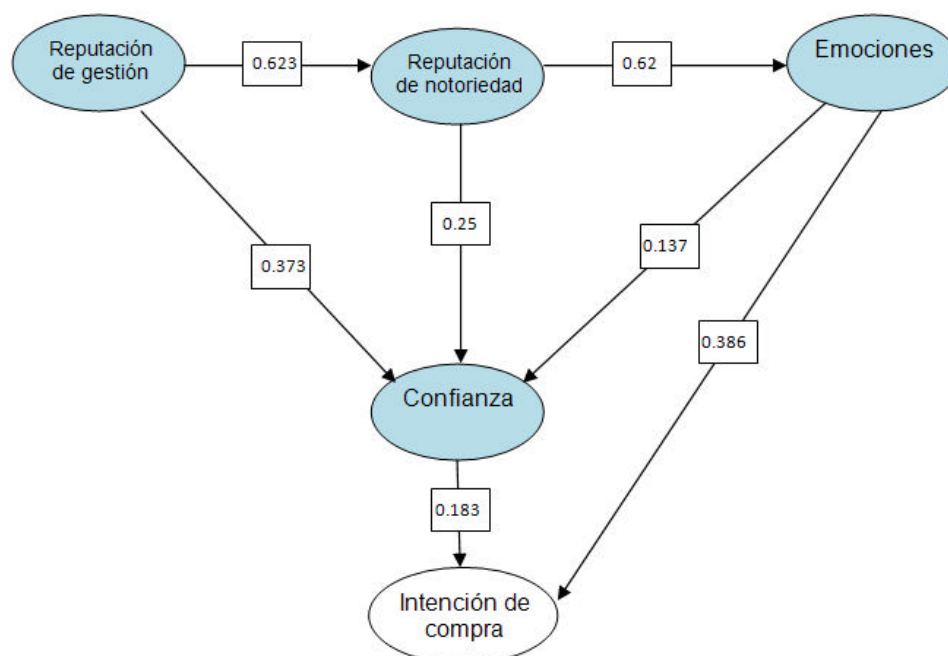 Reputación
de gestión
0.623
Reputación
de notoriedad
0.62
Emociones
0.373
0.25
0.137
0.386
Confianza
0.183
Intención de
compra